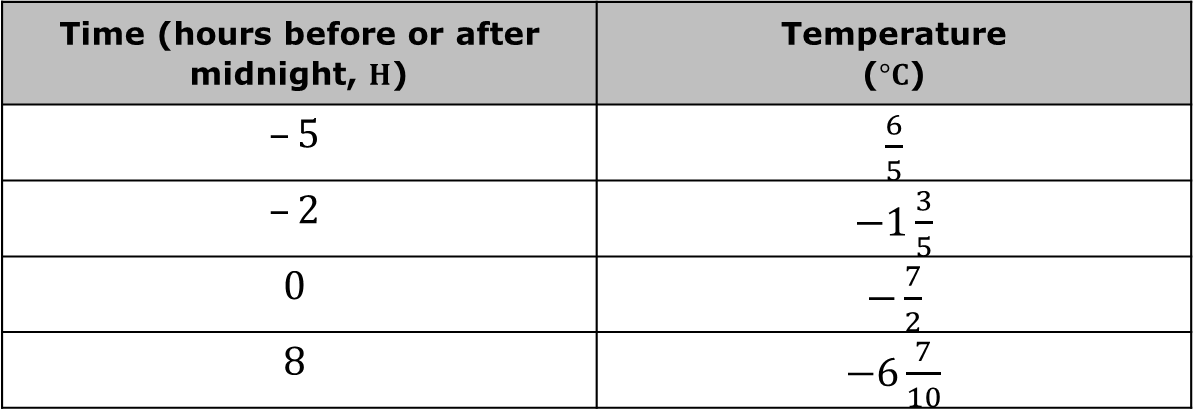 Time (hours before or after
midnight, H)
Temperature
(°C)
– 5
6/5
– 2
−1 3/5
0
−7/2
8
−6 7/10